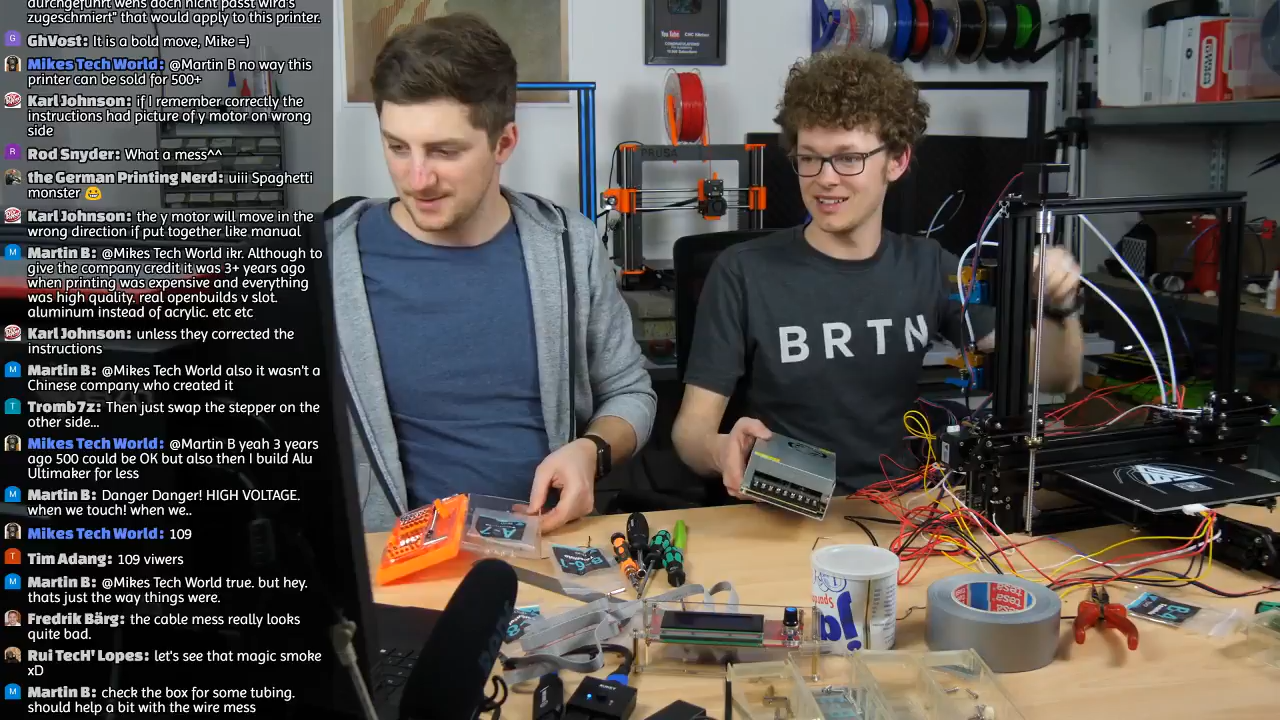 durchgeführt wens doch nicht passt wird's
zugeschmiert" that would apply to this printer.
GhVost: It is a bold move, Mike =)
Mikes Tech World: @Martin B no way this
printer can be sold for 500+
Karl Johnson: if I remember correctly the
instructions had picture of y motor on wrong
side
Rod Snyder: What a mess^^
the German Printing Nerd: uiii Spaghetti
monster
Karl Johnson: the y motor will move in the
wrong direction if put together like manual
Martin B: @Mikes Tech World ikr. Although to
give the company credit it was 3+ years ago
when printing was expensive and everything
was high quality. real openbuilds v slot.
aluminum instead of acrylic. etc etc
Karl Johnson: unless they corrected the
instructions
Martin B: @Mikes Tech World also it wasn't a
Chinese company who created it
Tromb7z: Then just swap the stepper on the
other side...
Mikes Tech World: @Martin B yeah 3 years
ago 500 could be OK but also then I build Alu
Ultimaker for less
Martin B: Danger Danger! HIGH VOLTAGE.
when we touch! when we..
Mikes Tech World: 109
Tim Adang: 109 viwers
Martin B: @Mikes Tech World true. but hey.
thats just the way things were.
Fredrik Bärg: the cable mess really looks
quite bad.
Rui TecH' Lopes: let's see that magic smoke
xD
Martin B: check the box for some tubing.
should help a bit with the wire mess
PRUSA
BRTN
A-7
tesa